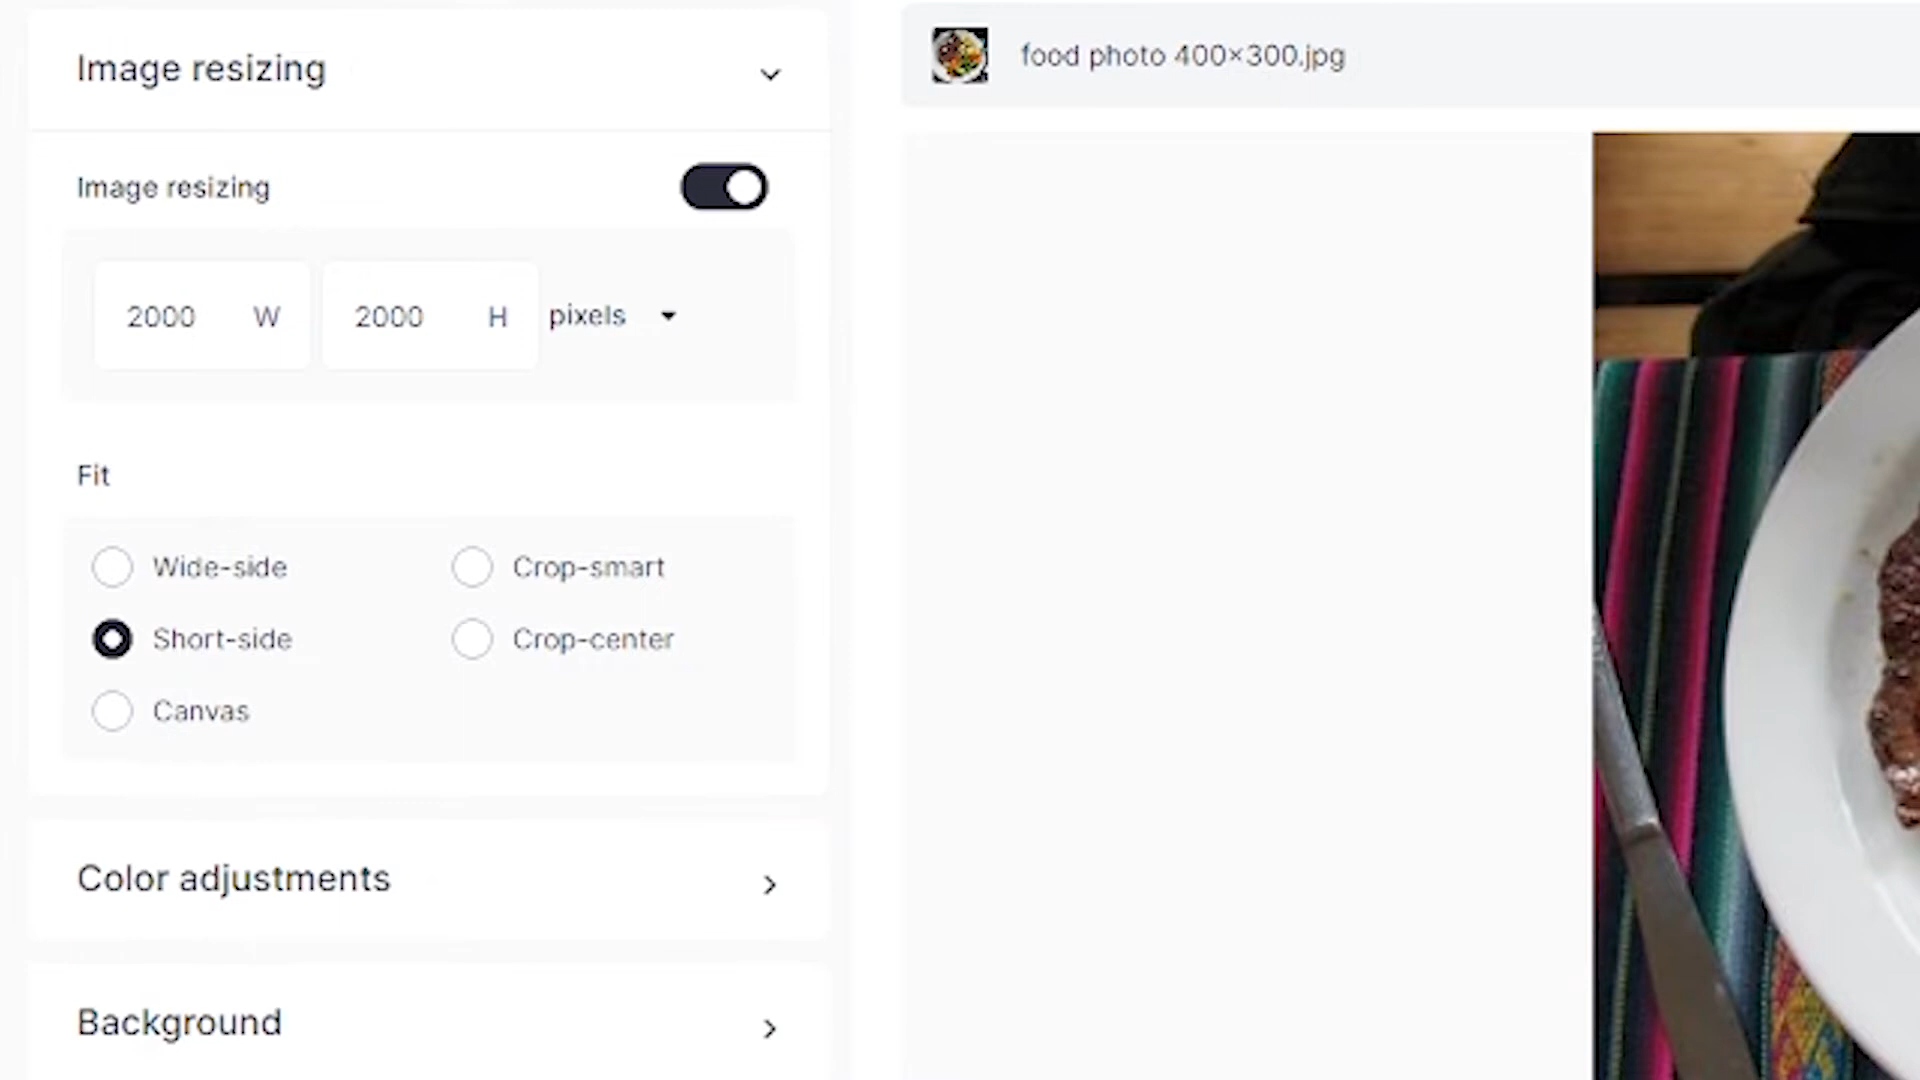 Image resizing
Image resizing
2000 W 2000 H pixels
Fit
Wide-side Crop-smart
Short-side Crop-center
Canvas
Color adjustments
Background
food photo 400×300.jpg